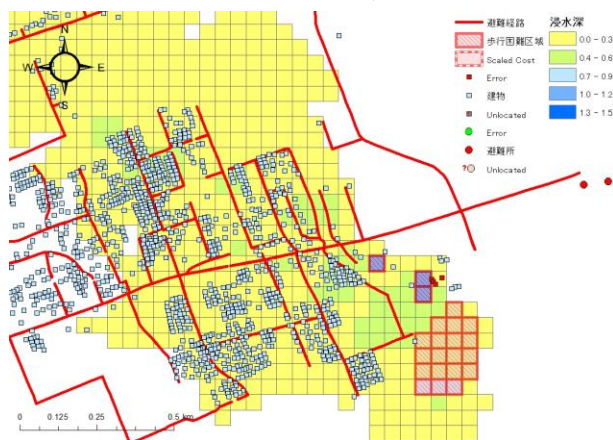 N
W
E
S
避難経路
歩行困難区域
Scaled Cost
Error
建物
Unlocated
Error
避難所
Unlocated
浸水深
0.0 - 0.3
0.4 - 0.6
0.7 - 0.9
1.0 - 1.2
1.3 - 1.5
0 0.125 0.25 0.5 km